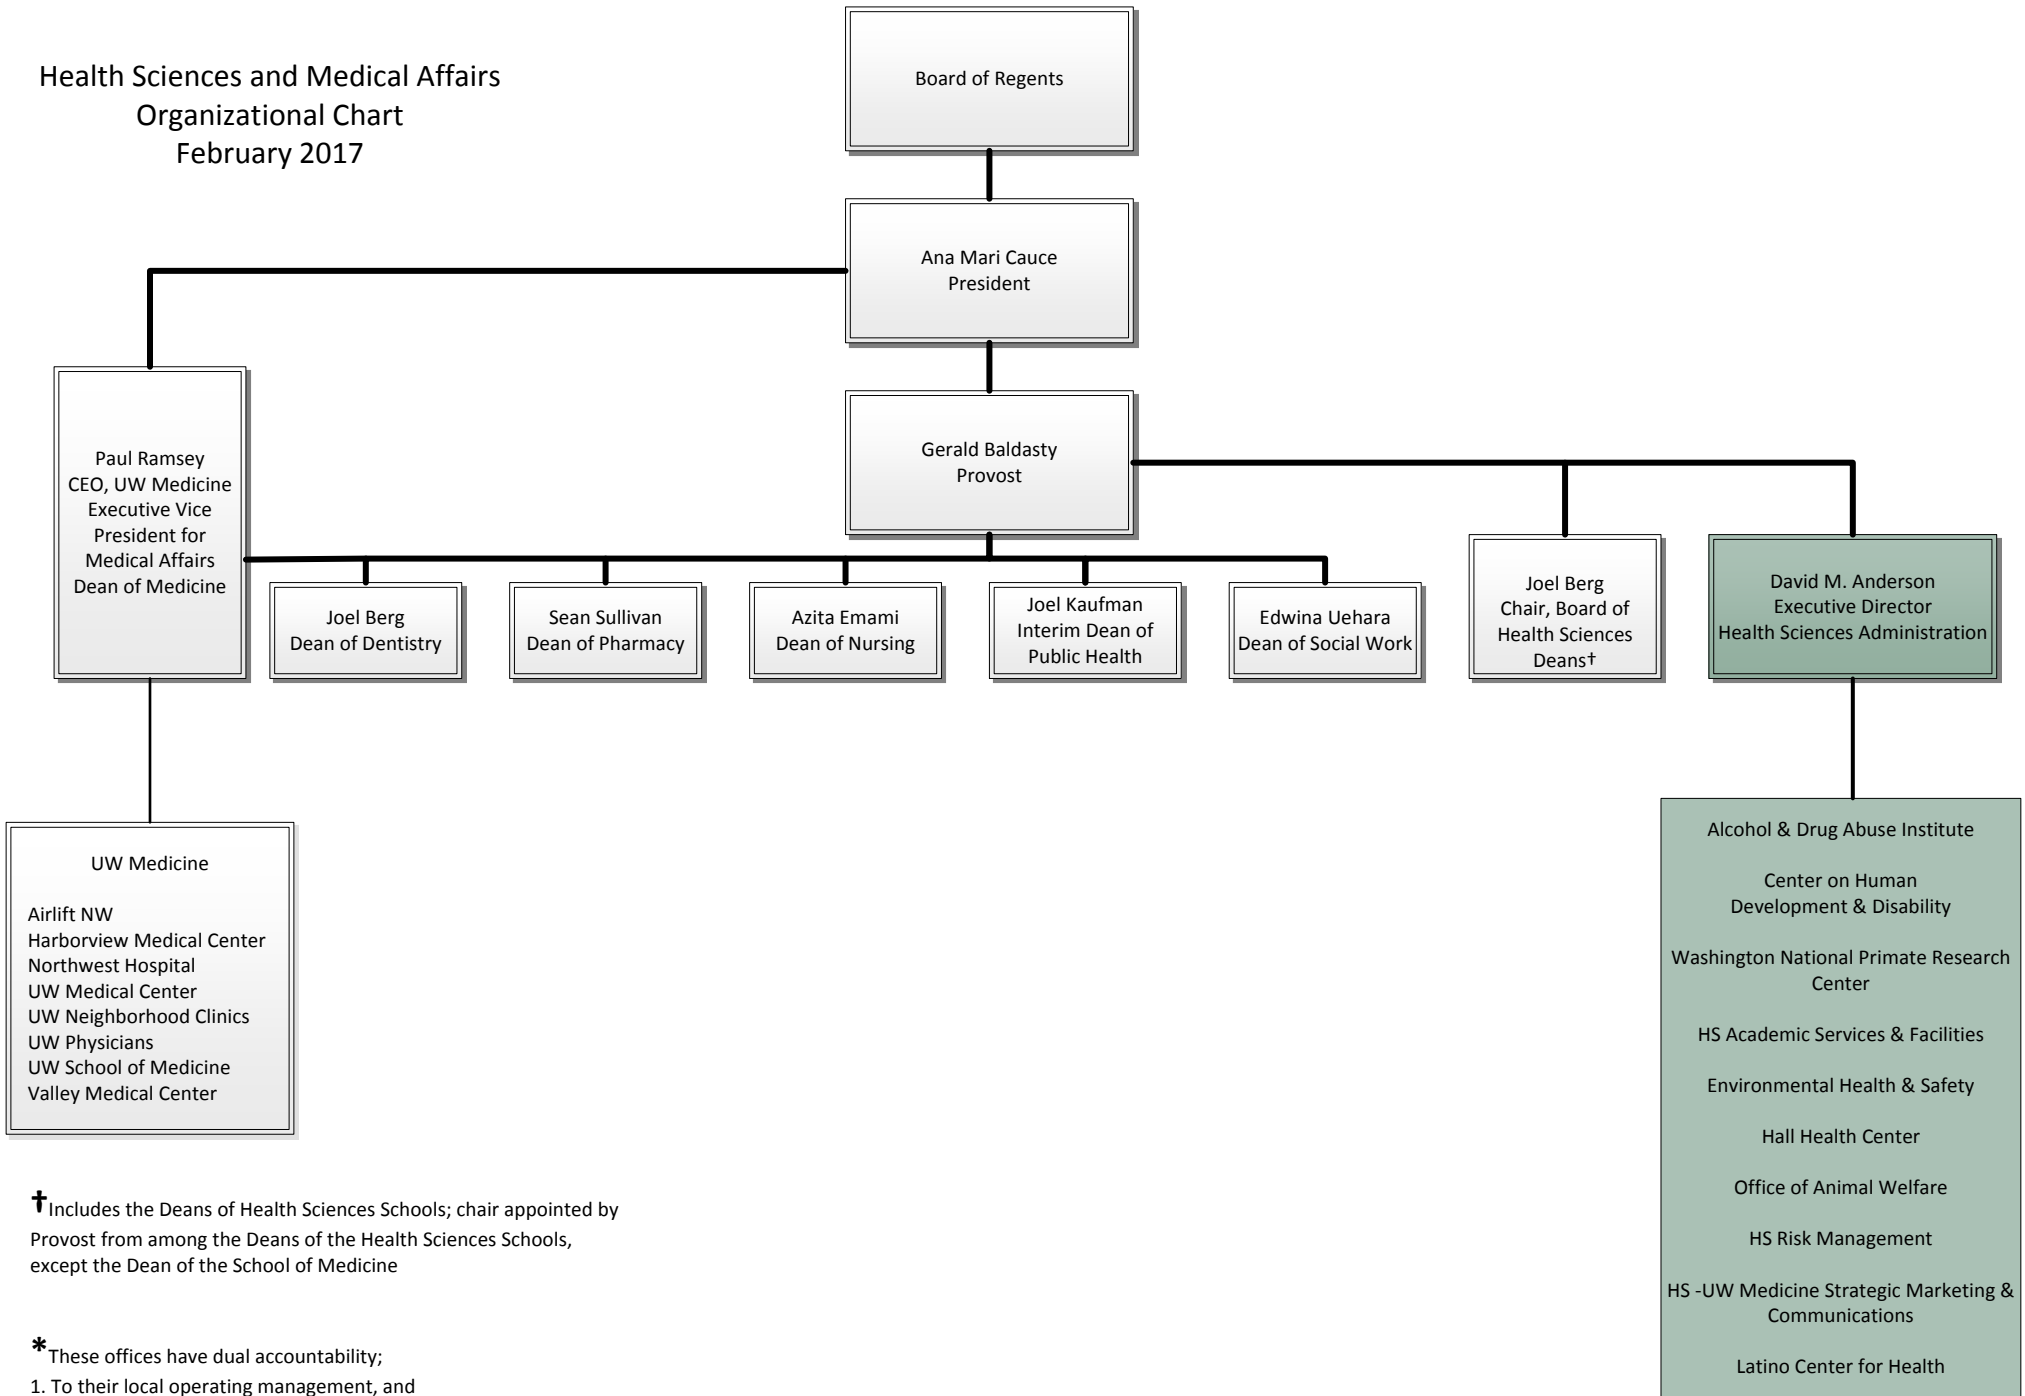 Health Sciences and Medical Affairs
Organizational Chart
February 2017
Board of Regents
Ana Mari Cauce
President
Gerald Baldasty
Provost
Paul Ramsey
CEO, UW Medicine
Executive Vice
President for
Medical Affairs
Dean of Medicine
Joel Berg
Dean of Dentistry
Sean Sullivan
Dean of Pharmacy
Azita Emami
Dean of Nursing
Joel Kaufman
Interim Dean of
Public Health
Edwina Uehara
Dean of Social Work
Joel Berg
Chair, Board of
Health Sciences
Deans†
David M. Anderson
Executive Director
Health Sciences Administration
UW Medicine
Airlift NW
Harborview Medical Center
Northwest Hospital
UW Medical Center
UW Neighborhood Clinics
UW Physicians
UW School of Medicine
Valley Medical Center
Alcohol & Drug Abuse Institute
Center on Human
Development & Disability
Washington National Primate Research
Center
HS Academic Services & Facilities
Environmental Health & Safety
Hall Health Center
Office of Animal Welfare
HS Risk Management
HS -UW Medicine Strategic Marketing &
Communications
Latino Center for Health
†Includes the Deans of Health Sciences Schools; chair appointed by
Provost from among the Deans of the Health Sciences Schools,
except the Dean of the School of Medicine
*These offices have dual accountability;
1. To their local operating management, and